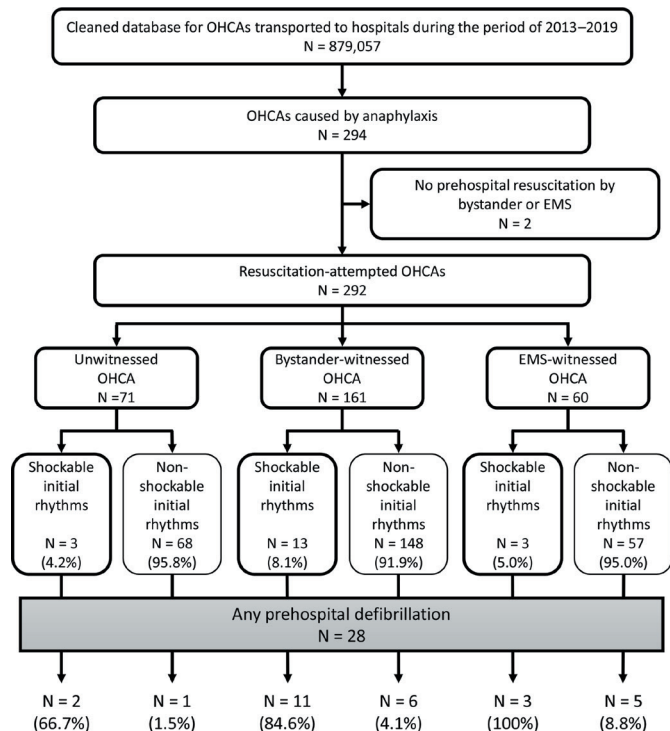 Cleaned database for OHCAs transported to hospitals during the period of 2013–2019
N = 879,057
OHCAs caused by anaphylaxis
N = 294
No prehospital resuscitation by
bystander or EMS
N = 2
Resuscitation-attempted OHCAs
N = 292
Unwitnessed
OHCA
N =71
Bystander-witnessed
OHCA
N = 161
EMS-witnessed
OHCA
N = 60
Shockable
initial
rhythms
N = 3
(4.2%)
Non-
shockable
initial
rhythms
N = 68
(95.8%)
Shockable
initial
rhythms
N = 13
(8.1%)
Non-
shockable
initial
rhythms
N = 148
(91.9%)
Shockable
initial
rhythms
N = 3
(5.0%)
Non-
shockable
initial
rhythms
N = 57
(95.0%)
Any prehospital defibrillation
N = 28
N = 2
(66.7%)
N = 1
(1.5%)
N = 11
(84.6%)
N = 6
(4.1%)
N = 3
(100%)
N = 5
(8.8%)